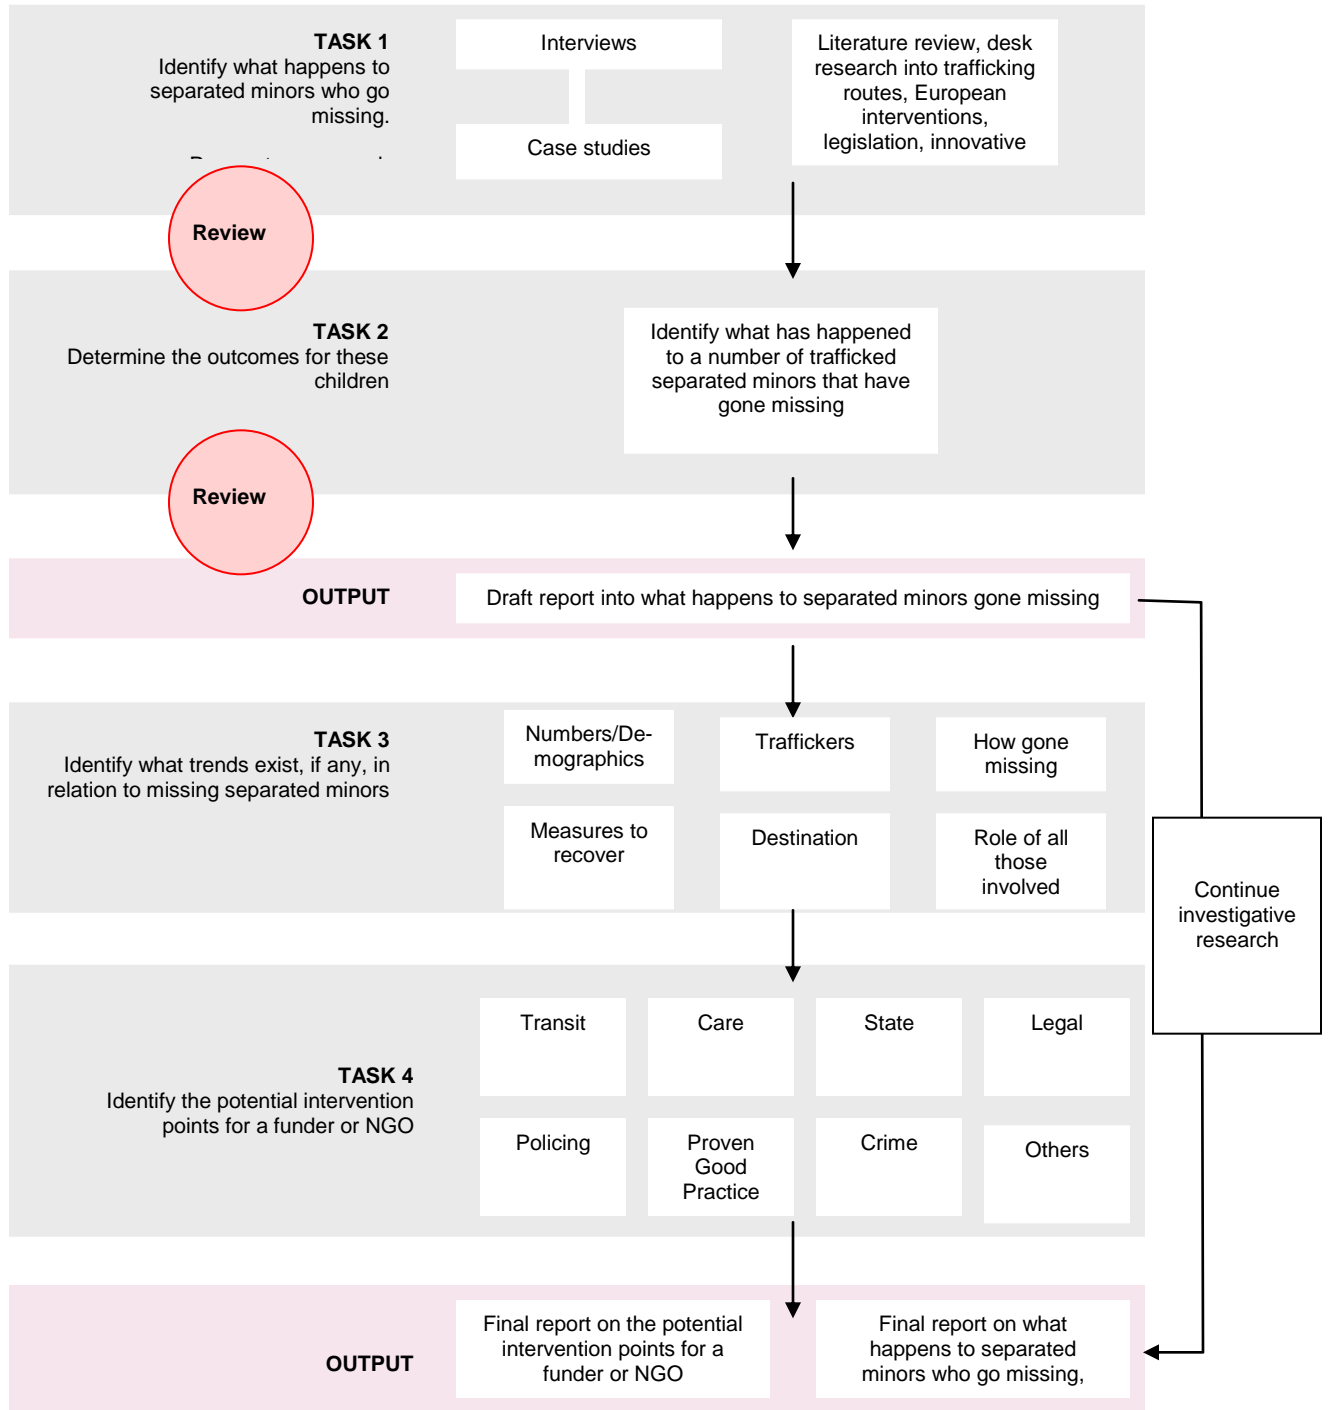 TASK 1
Identify what happens to
separated minors who go
missing.
Interviews
Case studies
Literature review, desk
research into trafficking
routes, European
interventions,
legislation, innovative
Review
TASK 2
Determine the outcomes for these
children
Identify what has happened
to a number of trafficked
separated minors that have
gone missing
Review
OUTPUT
Draft report into what happens to separated minors gone missing
TASK 3
Identify what trends exist, if any, in
relation to missing separated minors
Numbers/De-
mographics
Traffickers
How gone
missing
Measures to
recover
Destination
Role of all
those
involved
Continue
investigative
research
TASK 4
Identify the potential intervention
points for a funder or NGO
Transit
Care
State
Legal
Policing
Proven
Good
Practice
Crime
Others
OUTPUT
Final report on the potential
intervention points for a
funder or NGO
Final report on what
happens to separated
minors who go missing,